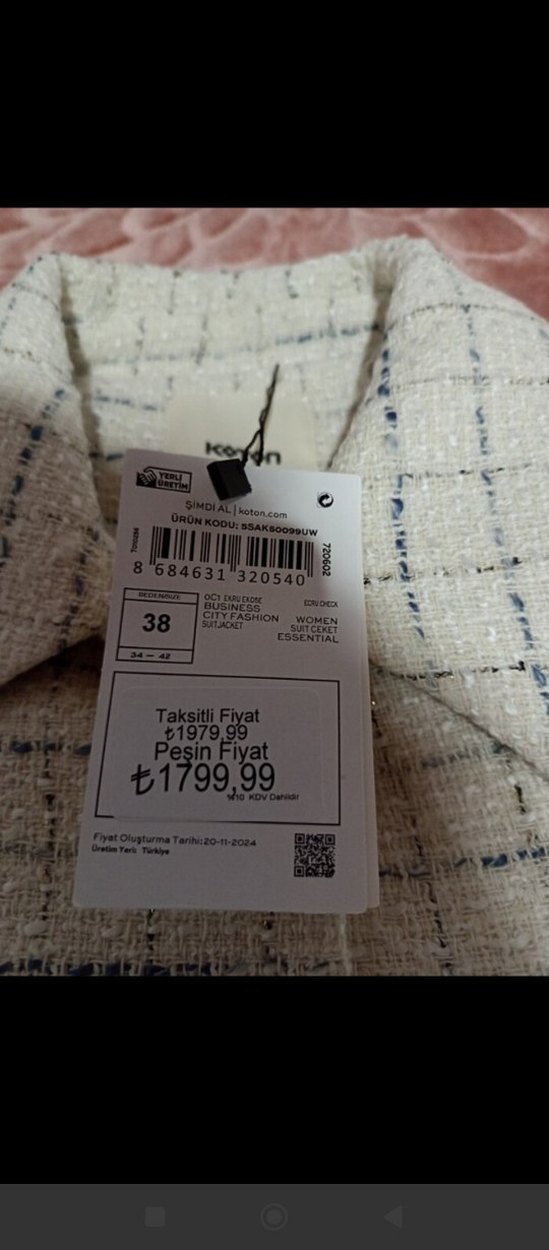 KOTON
YERLİ
ÜRETİM
ŞİMDİ AL | koton.com
ÜRÜN KODU: 5SAK50099UW
720602
8 684631 320540
BEDEN/SIZE
38
34 — 42
OC1 EKRU EKOSE
ECRU CHECK
BUSINESS
CITY FASHION
SUITJACKET
WOMEN
SUIT CEKET
ESSENTIAL
Taksitli Fiyat
₺1979,99
Peşin Fiyat
₺1799,99
%10 KDV Dahildir
Fiyat Oluşturma Tarihi:20-11-2024
Üretim Yeri: Türkiye